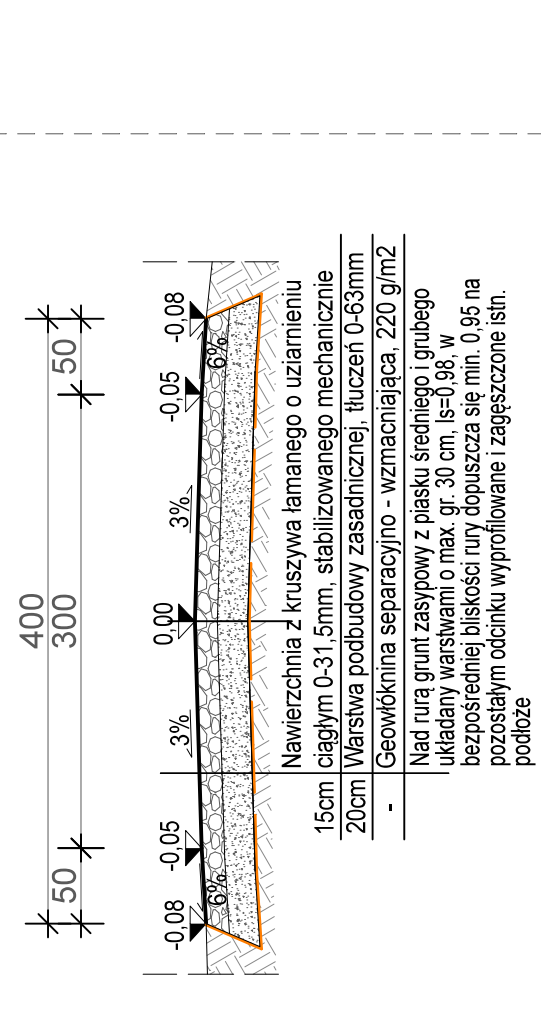 400
50
300
50
-0,08
-0,05
0,00
-0,05
-0,08
6%
3%
3%
6%
15cm
Nawierzchnia z kruszywa łamanego o uziarnieniu
ciągłym 0-31,5mm, stabilizowanego mechanicznie
20cm Warstwa podbudowy zasadnicznej, tłuczeń 0-63mm
- Geowłóknina separacyjno - wzmacniająca, 220 g/m2
Nad rurą grunt zasypowy z piasku średniego i grubego
układany warstwami o max. gr. 30 cm, Is=0,98, w
bezpośredniej bliskości rury dopuszcza się min. 0,95 na
pozostałym odcinku wyprofilowane i zagęszczone istn.
podłoże